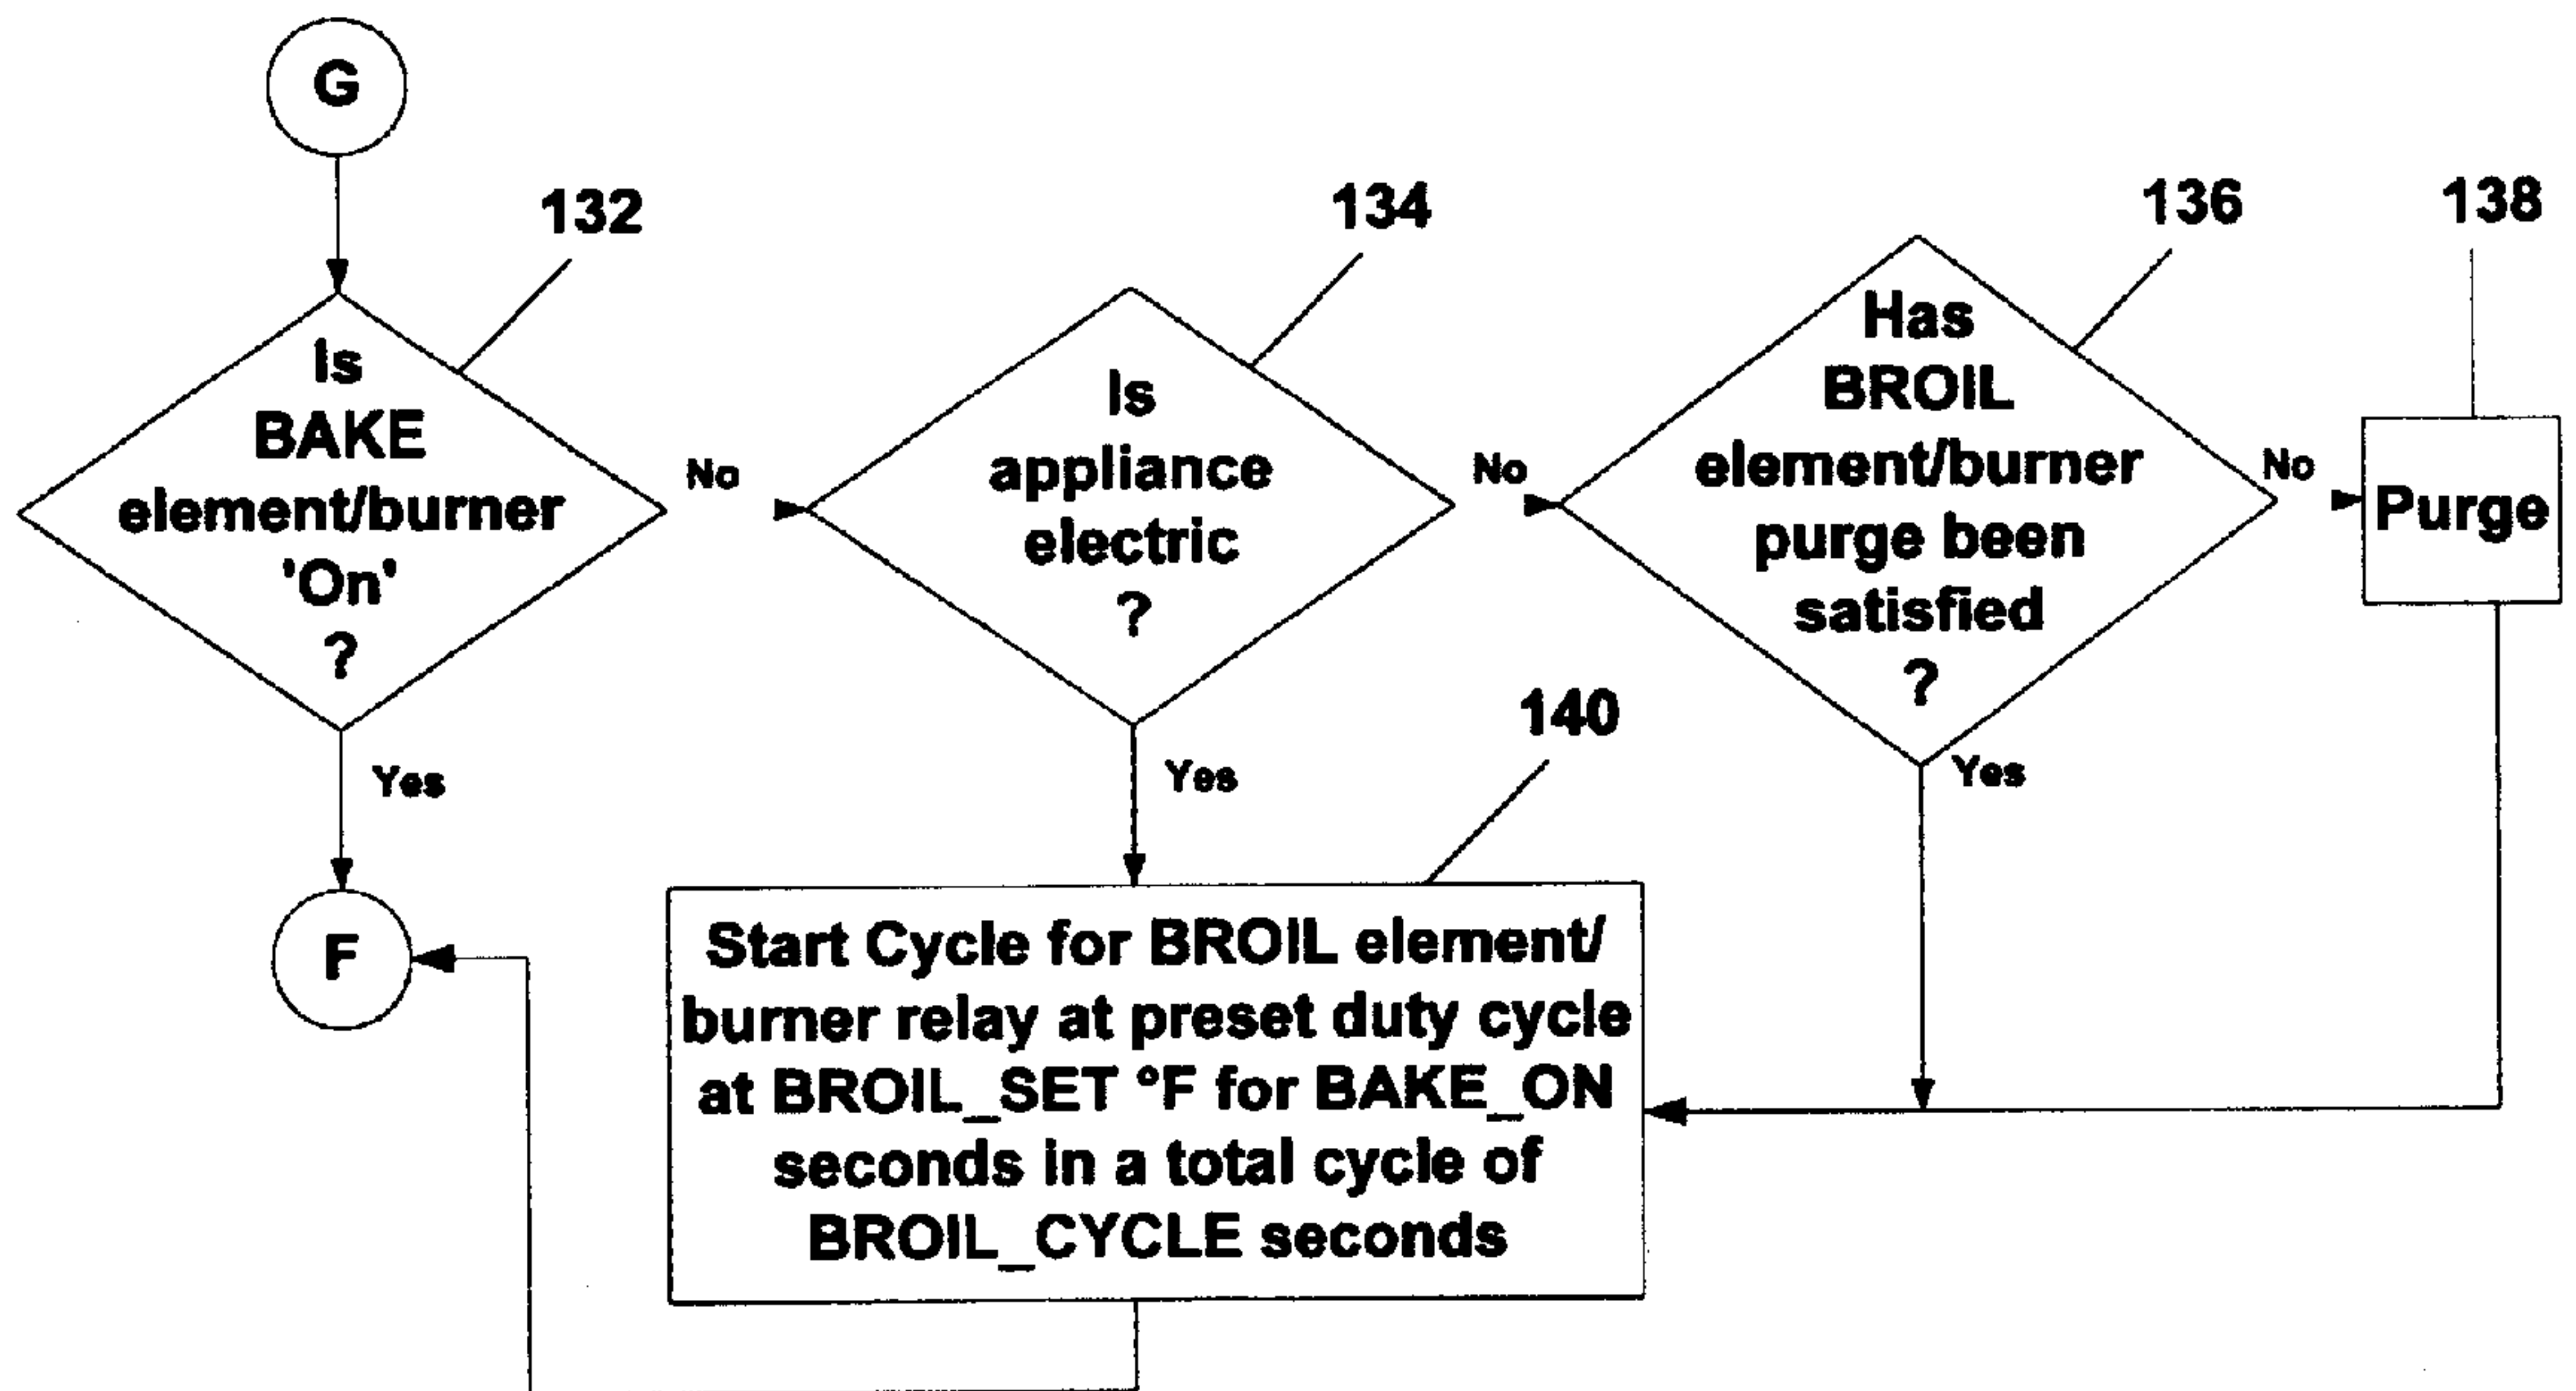 G
132
134
136
138
Is
BAKE
element/burner
'On'
?
No
Is
appliance
electric
?
No
Has
BROIL
element/burner
purge been
satisfied
?
No
Purge
Yes
Yes
Yes
140
F
Start Cycle for BROIL element/
burner relay at preset duty cycle
at BROIL_SET °F for BAKE_ON
seconds in a total cycle of
BROIL_CYCLE seconds